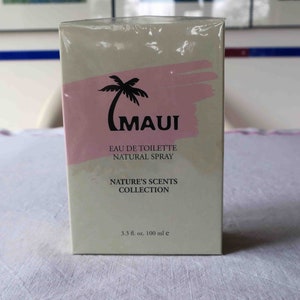 MAUI
EAU DE TOILETTE
NATURAL SPRAY
NATURE'S SCENTS
COLLECTION
3.3 fl. oz. 100 ml ℮